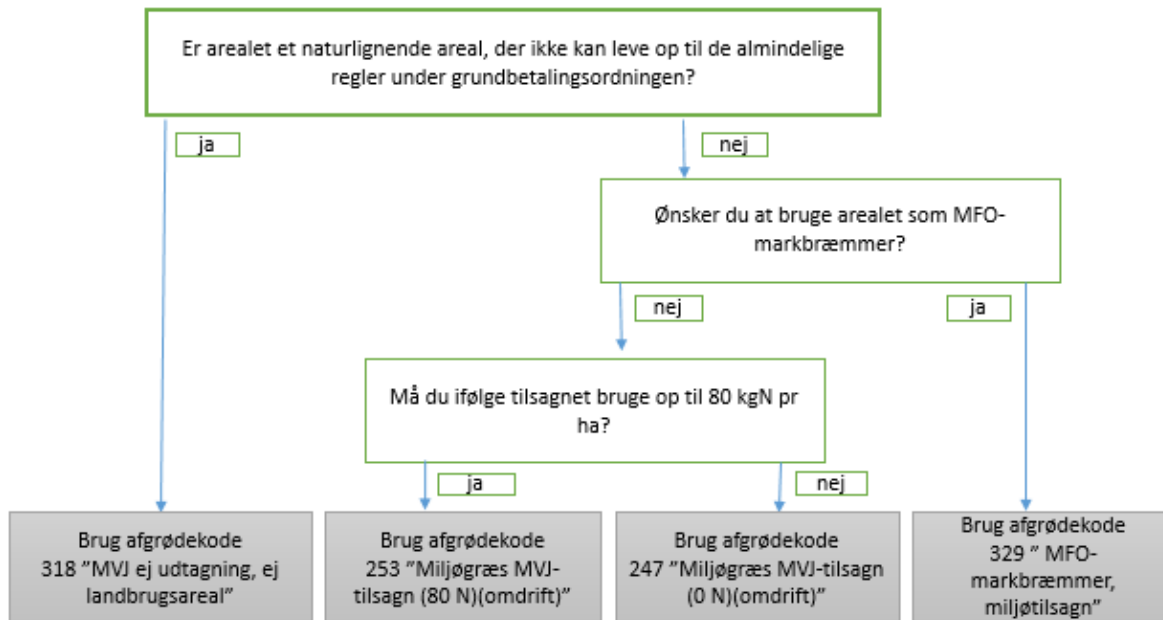 Er arealet et naturlignende areal, der ikke kan leve op til de almindelige
regler under grundbetalingsordningen?
ja
nej
Ønsker du at bruge arealet som MFO-
markbræmmer?
nej
ja
Må du ifølge tilsagnet bruge op til 80 kgN pr
ha?
ja
nej
Brug afgrødekode
318 ”MVJ ej udtagning, ej
landbrugsareal”
Brug afgrødekode
253 ”Miljøgræs MVJ-
tilsagn (80 N)(omdrift)”
Brug afgrødekode
247 ”Miljøgræs MVJ-tilsagn
(0 N)(omdrift)”
Brug afgrødekode
329 ” MFO-
markbræmmer,
miljøtilsagn”